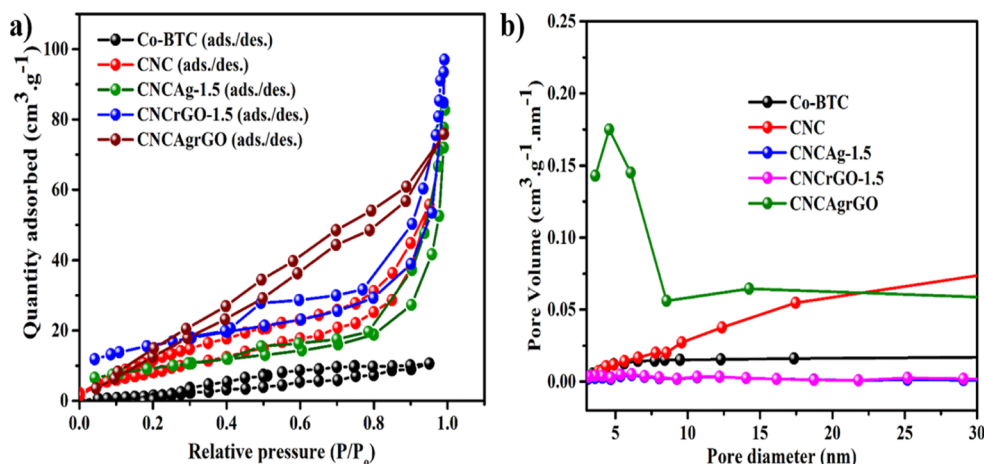 a)
Quantity adsorbed (cm³.g⁻¹)
100
80
60
40
20
0
Co-BTC (ads./des.)
CNC (ads./des.)
CNCAg-1.5 (ads./des.)
CNCrGO-1.5 (ads./des.)
CNCAgrGO (ads./des.)
0.0 0.2 0.4 0.6 0.8 1.0
Relative pressure (P/P₀)
b)
Pore Volume (cm³.g⁻¹.nm⁻¹)
0.25
0.20
0.15
0.10
0.05
0.00
Co-BTC
CNC
CNCAg-1.5
CNCrGO-1.5
CNCAgrGO
5 10 15 20 25 30
Pore diameter (nm)